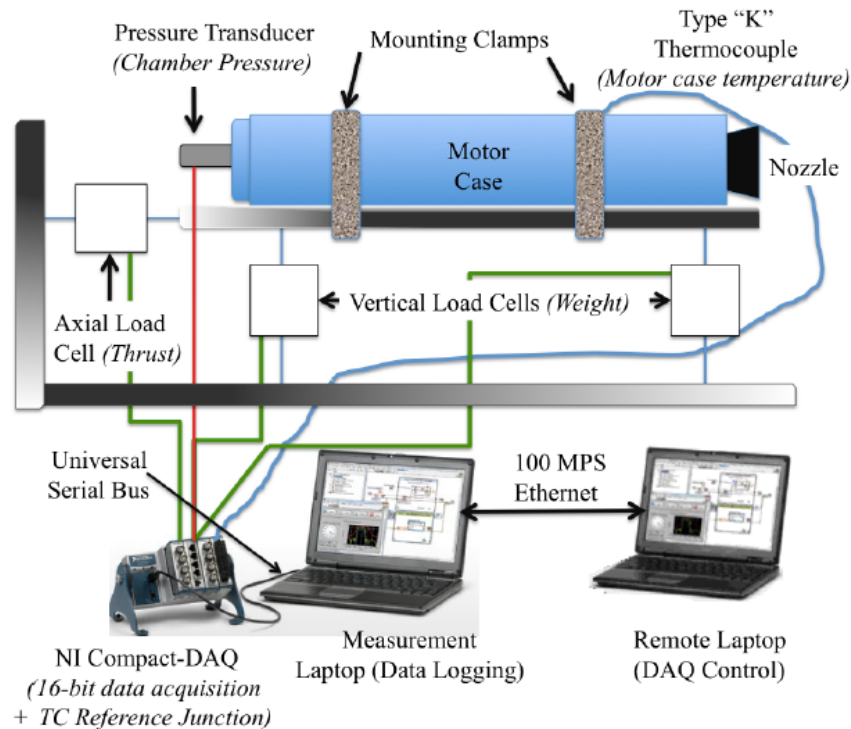 Pressure Transducer
(Chamber Pressure)
Mounting Clamps
Type “K”
Thermocouple
(Motor case temperature)
Motor
Case
Nozzle
Axial Load
Cell (Thrust)
Vertical Load Cells (Weight)
Universal
Serial Bus
100 MPS
Ethernet
NI Compact-DAQ
(16-bit data acquisition
+ TC Reference Junction)
Measurement
Laptop (Data Logging)
Remote Laptop
(DAQ Control)